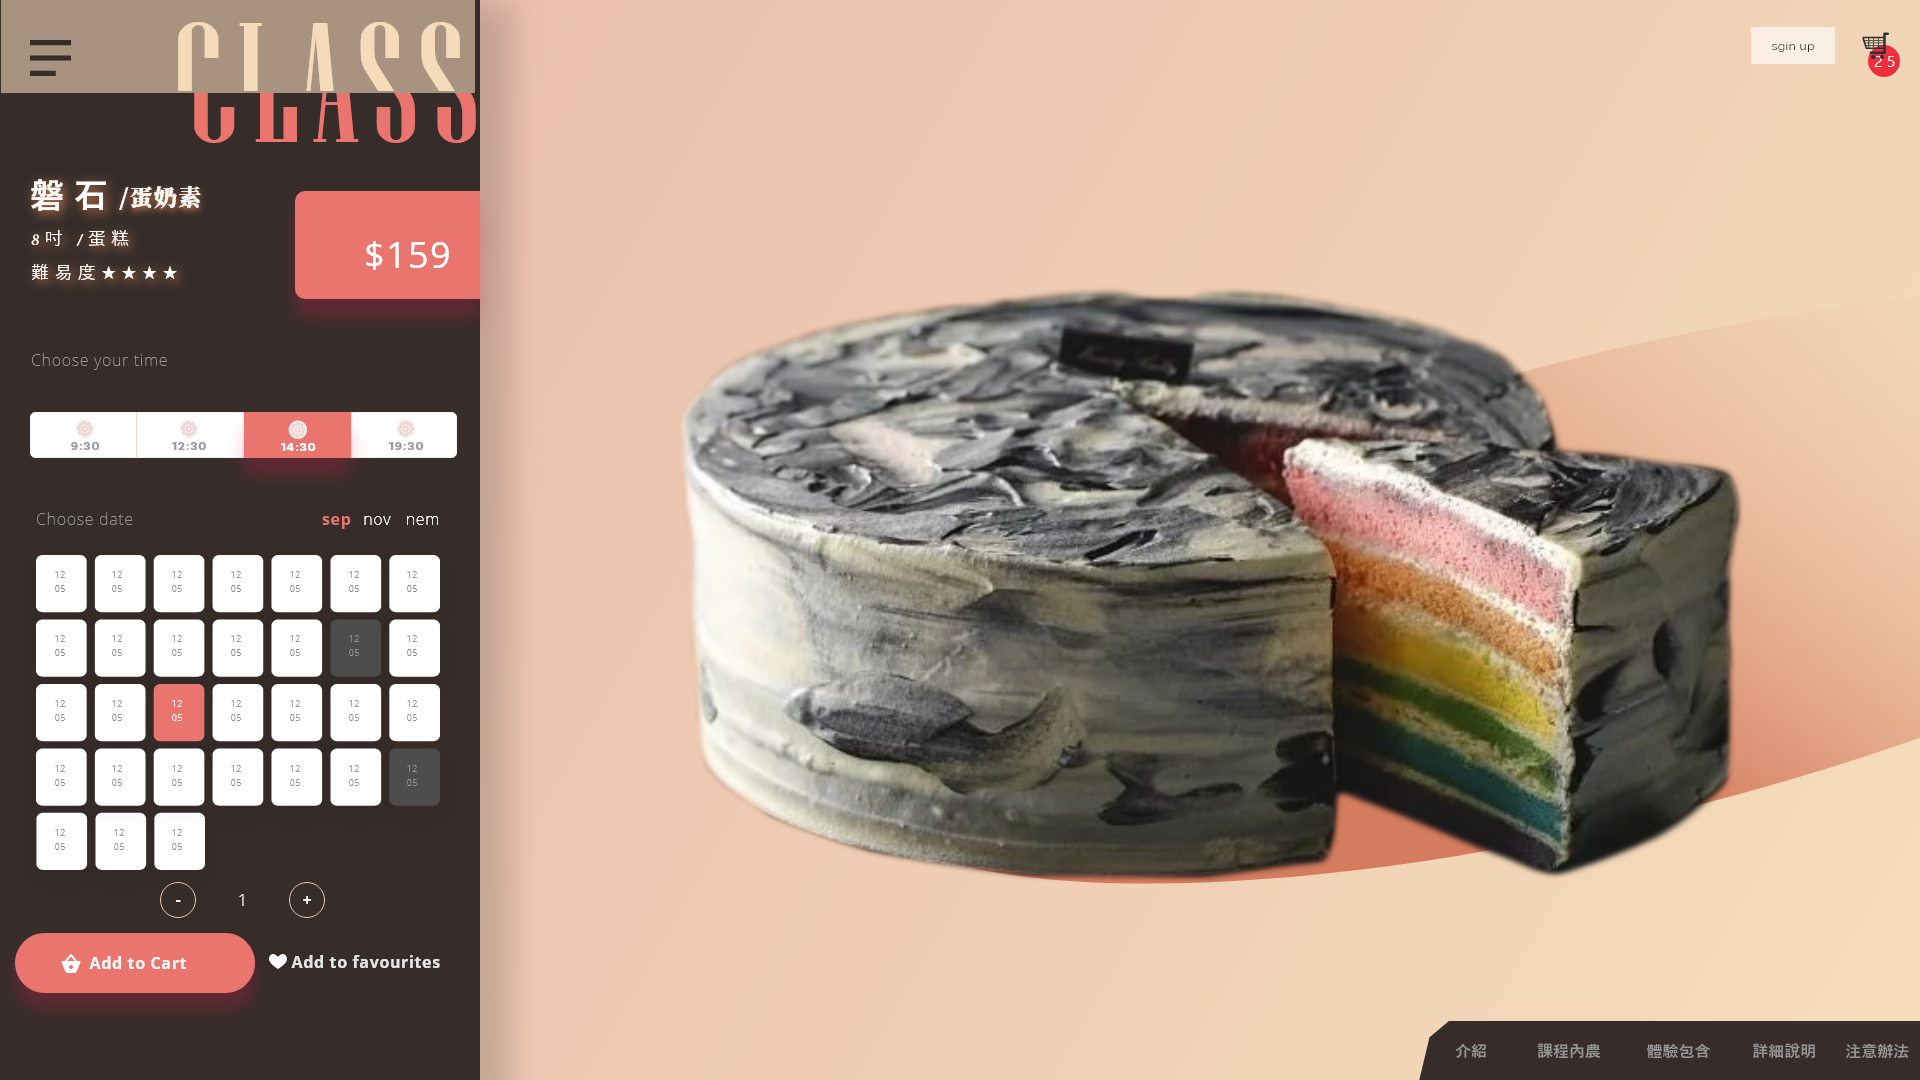 CLASS
CLASS
sgin up
25
磐石 /蛋奶素
8吋 /蛋糕
難易度★★★★
$159
Choose your time
9:30 12:30 14:30 19:30
Choose date sep nov nem
12 12 12 12 12 12 12
05 05 05 05 05 05 05
12 12 12 12 12 12 12
05 05 05 05 05 05 05
12 12 12 12 12 12 12
05 05 05 05 05 05 05
12 12 12 12 12 12 12
05 05 05 05 05 05 05
12 12 12
05 05 05
- 1 +
Add to Cart Add to favourites
介紹 課程內農 體驗包含 詳細說明 注意辦法